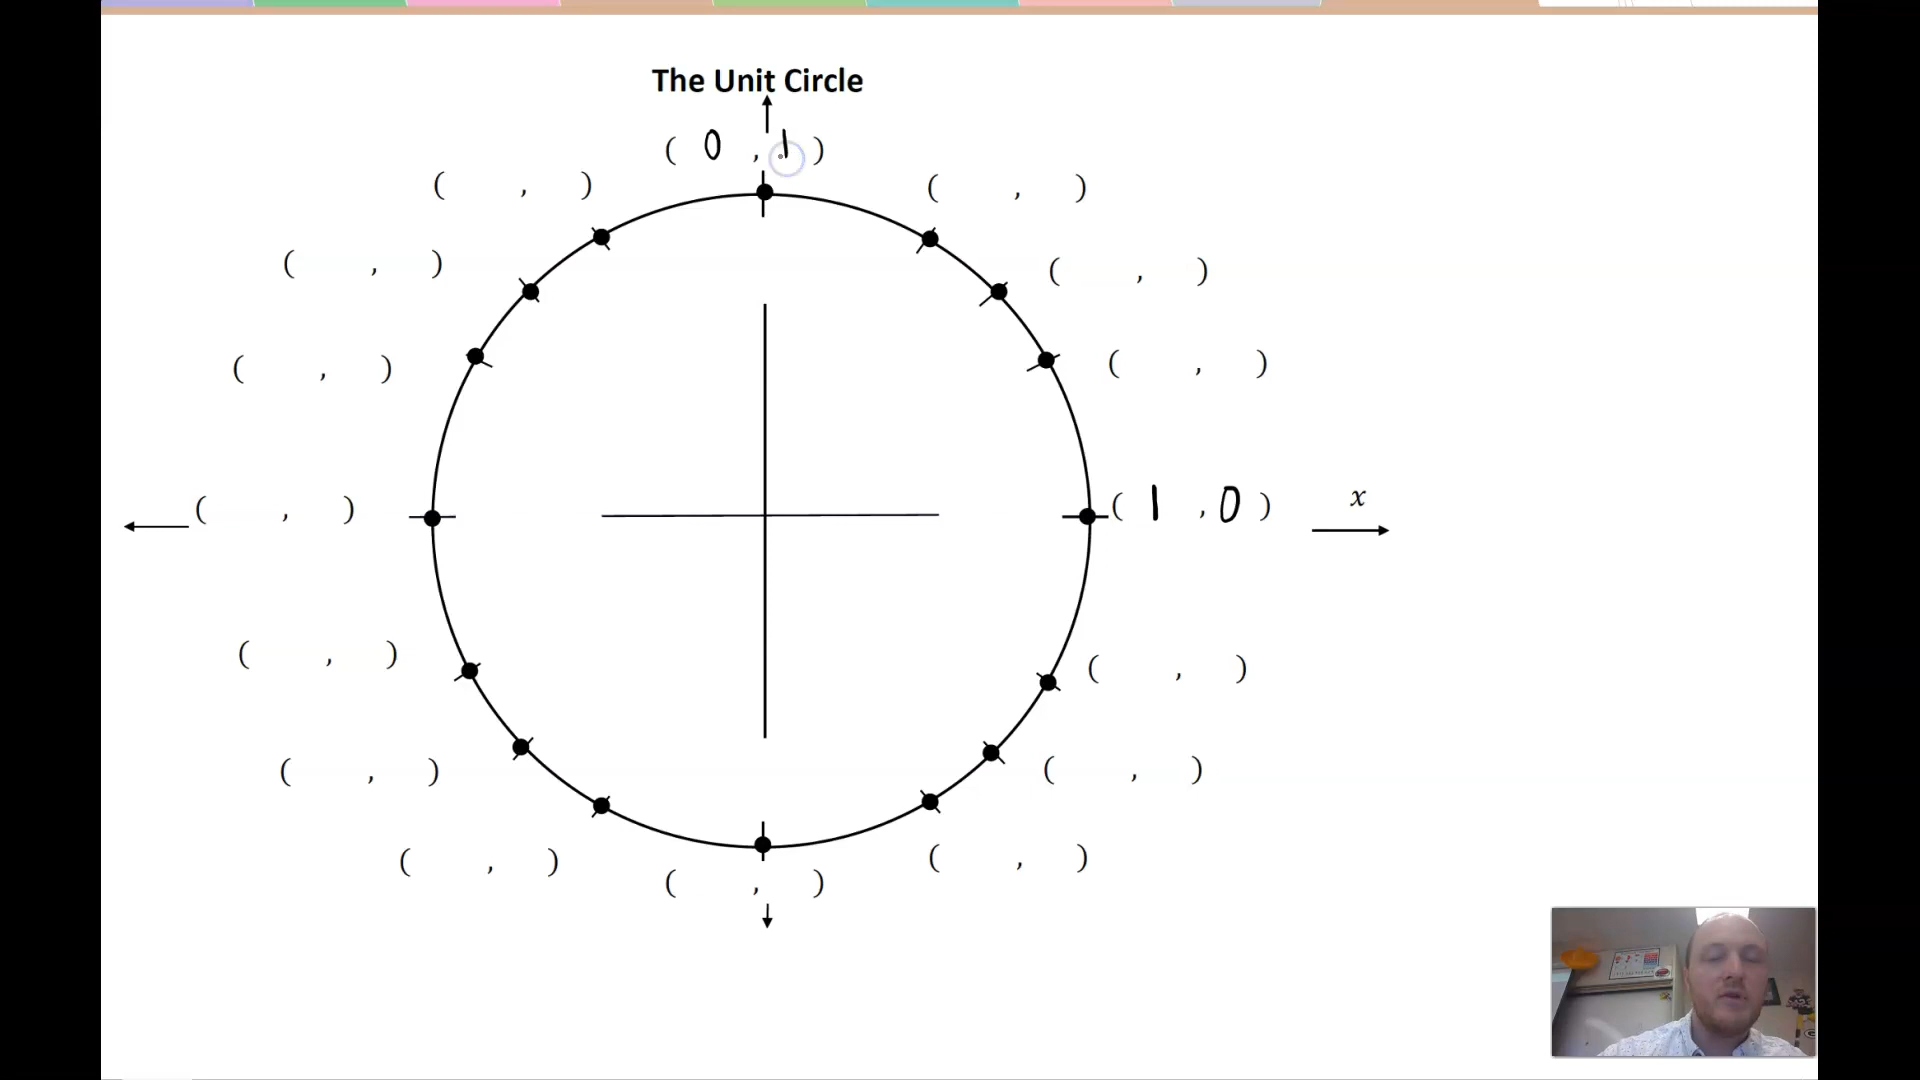 The Unit Circle
( 0 , 1 )
( , )
( , )
( , )
( , )
( , )
( , )
( , )
( 1 , 0 )
x
( , )
( , )
( , )
( , )
( , )
( , )
( , )
( , )